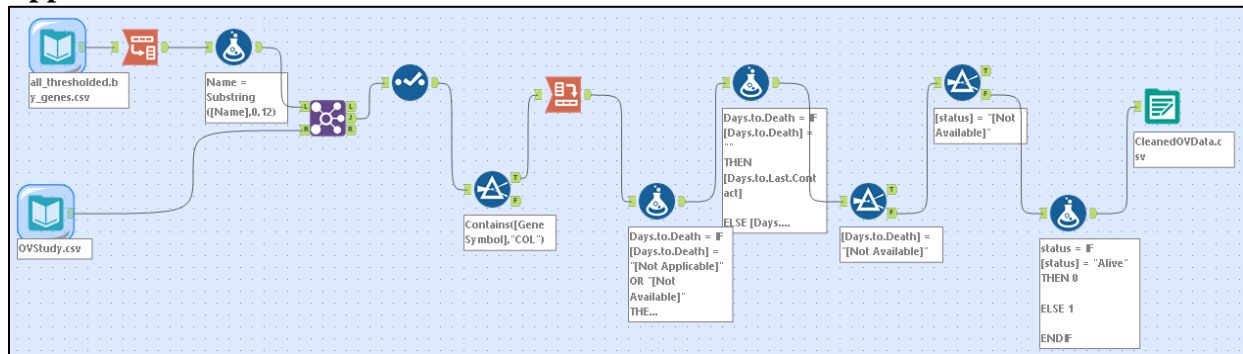 all_thresholded.b
y_genes.csv
Name =
Substring
([Name],0,12)
OVStudy.csv
L
R
L
J
R
Contains([Gene
Symbol],"COL")
T
F
Days.to.Death = IF
[Days.to.Death] =
"[Not Applicable]"
OR "[Not
Available]"
THE...
Days.to.Death = IF
[Days.to.Death] =
""
THEN
[Days.to.Last.Cont
act]
ELSE [Days....
T
F
[Days.to.Death] =
"[Not Available]"
T
F
[status] = "[Not
Available]"
status = IF
[status] = "Alive"
THEN 0
ELSE 1
ENDIF
CleanedOVData.c
sv